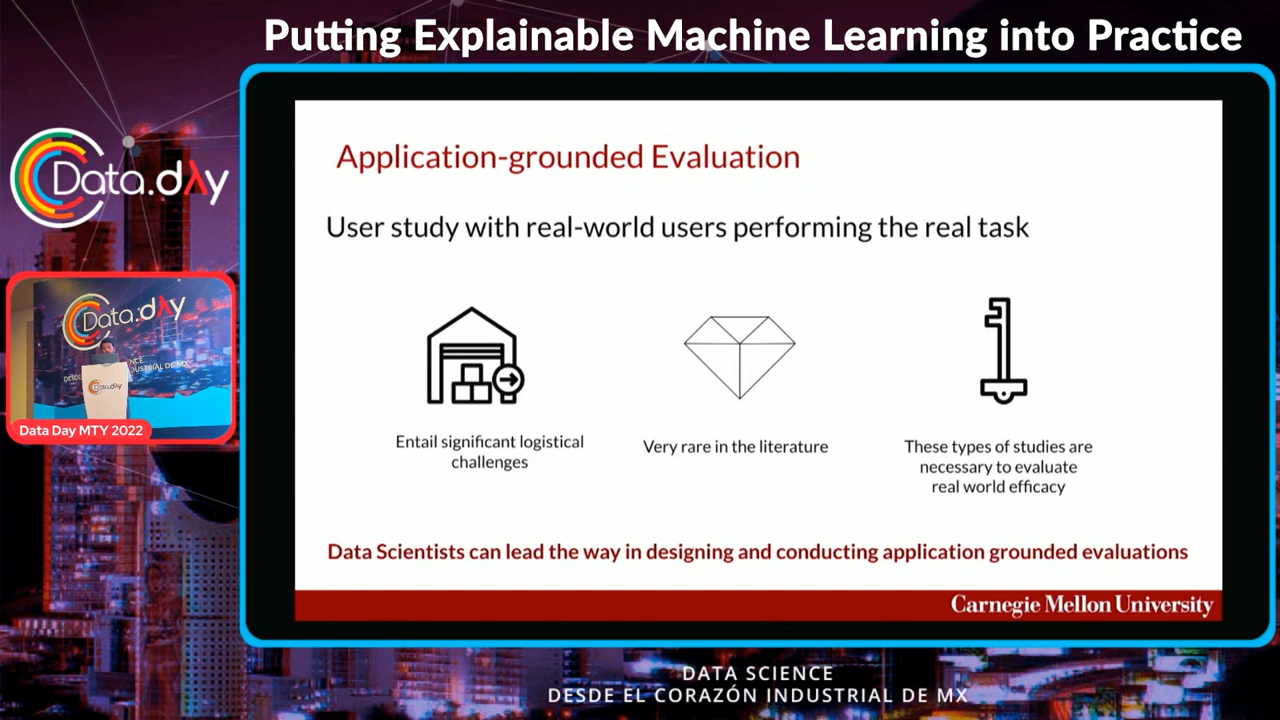 Putting Explainable Machine Learning into Practice
Data.day
Application-grounded Evaluation
User study with real-world users performing the real task
Entail significant logistical
challenges
Very rare in the literature
These types of studies are
necessary to evaluate
real world efficacy
Data Scientists can lead the way in designing and conducting application grounded evaluations
Carnegie Mellon University
Data.day
Data.day
Data Day MTY 2022
DATA SCIENCE
DESDE EL CORAZÓN INDUSTRIAL DE MX